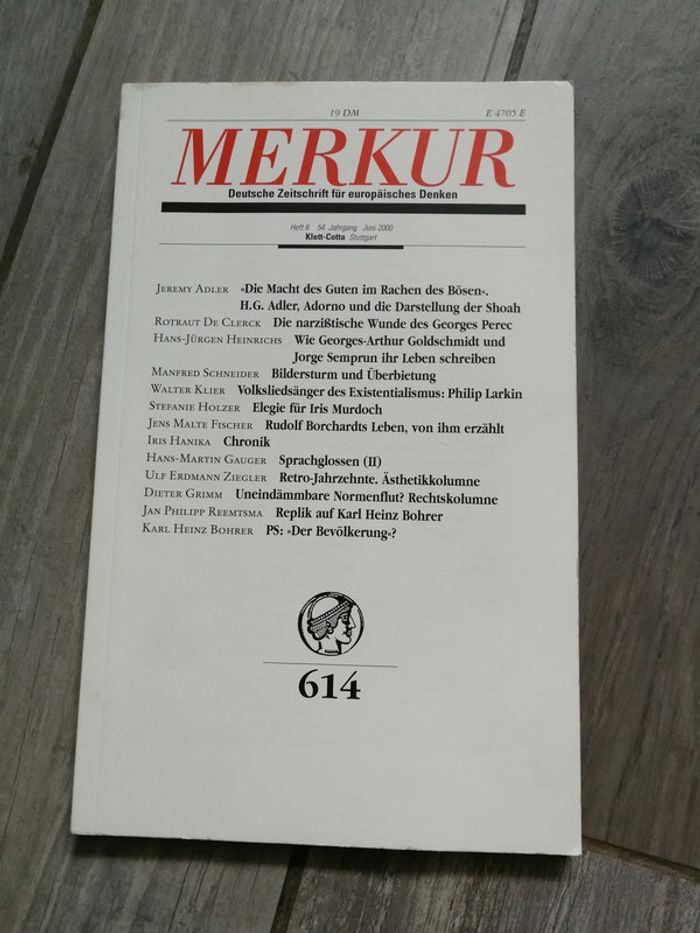 19 DM E 4705 E
MERKUR
Deutsche Zeitschrift für europäisches Denken
Heft 6 54. Jahrgang Juni 2000
Klett-Cotta Stuttgart
JEREMY ADLER »Die Macht des Guten im Rachen des Bösen«.
H.G. Adler, Adorno und die Darstellung der Shoah
ROTRAUT DE CLERCK Die narzißtische Wunde des Georges Perec
HANS-JÜRGEN HEINRICHS Wie Georges-Arthur Goldschmidt und
Jorge Semprun ihr Leben schreiben
MANFRED SCHNEIDER Bildersturm und Überbietung
WALTER KLIER Volksliedsänger des Existentialismus: Philip Larkin
STEFANIE HOLZER Elegie für Iris Murdoch
JENS MALTE FISCHER Rudolf Borchardts Leben, von ihm erzählt
IRIS HANIKA Chronik
HANS-MARTIN GAUGER Sprachglossen (II)
ULF ERDMANN ZIEGLER Retro-Jahrzehnte. Ästhetikkolumne
DIETER GRIMM Uneindämmbare Normenflut? Rechtskolumne
JAN PHILIPP REEMTSMA Replik auf Karl Heinz Bohrer
KARL HEINZ BOHRER PS: »Der Bevölkerung«?
614